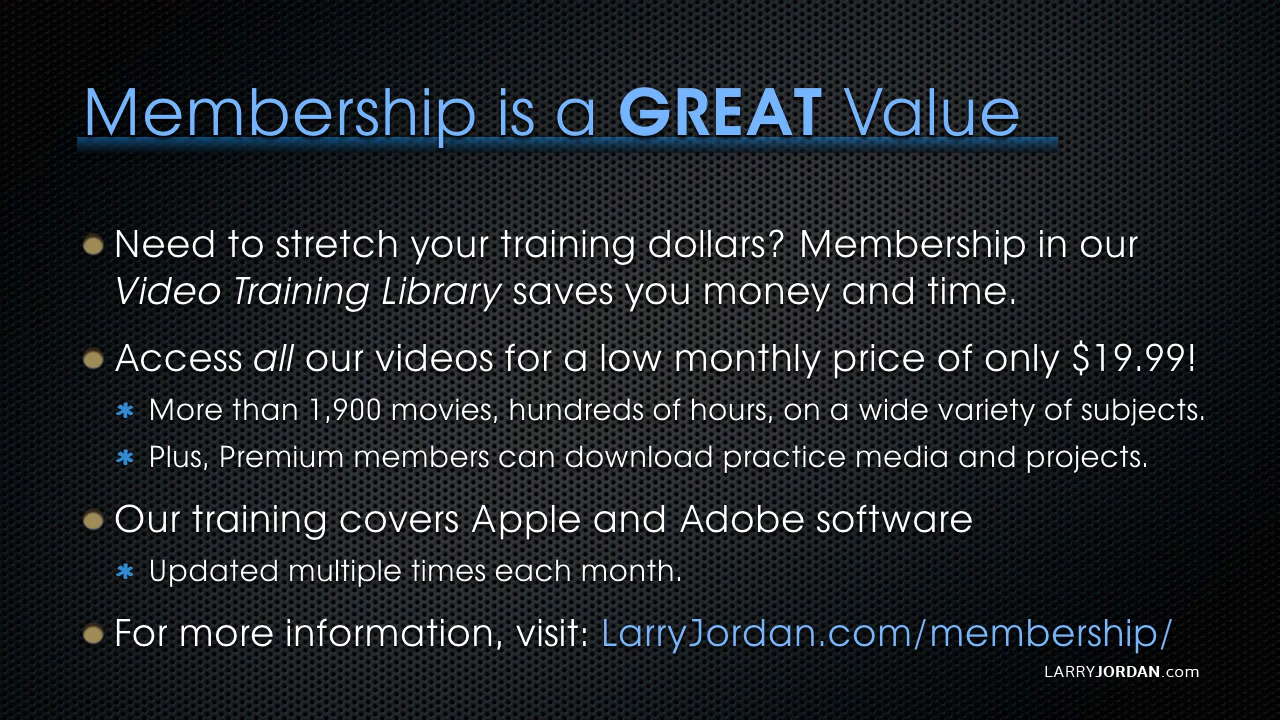 Membership is a GREAT Value
Need to stretch your training dollars? Membership in our
Video Training Library saves you money and time.
Access all our videos for a low monthly price of only $19.99!
More than 1,900 movies, hundreds of hours, on a wide variety of subjects.
Plus, Premium members can download practice media and projects.
Our training covers Apple and Adobe software
Updated multiple times each month.
For more information, visit: LarryJordan.com/membership/
LARRYJORDAN.com